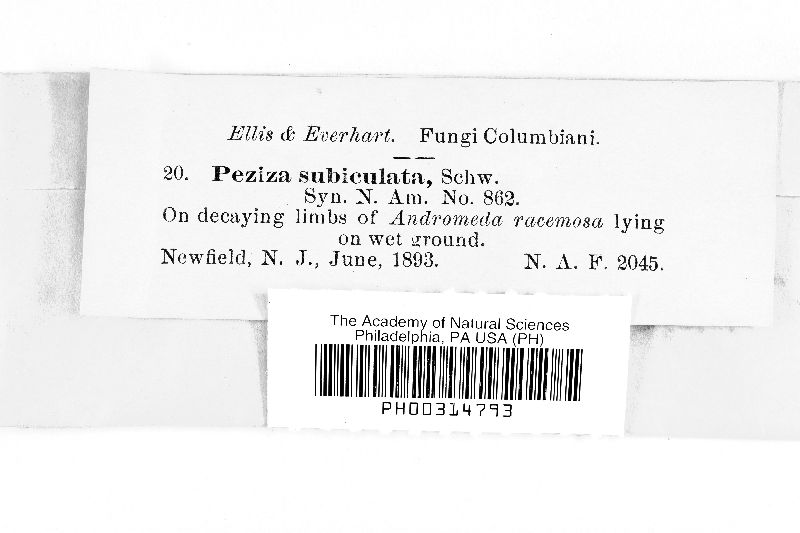 Ellis & Everhart. Fungi Columbiani.
20. Peziza subiculata, Schw.
Syn. N. Am. No. 862.
On decaying limbs of Andromeda racemosa lying
on wet ground.
Newfield, N. J., June, 1893. N. A. F. 2045.
The Academy of Natural Sciences
Philadelphia, PA USA (PH)
PH00314793